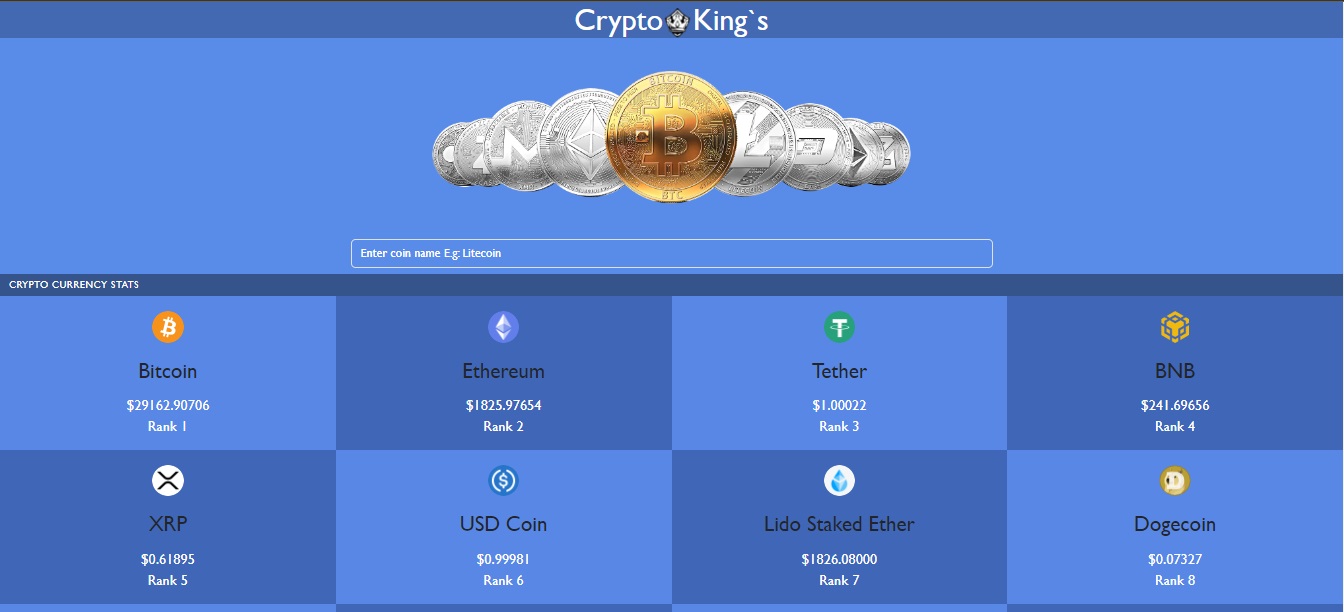 Crypto King`s
BITCOIN
BTC
Enter coin name E.g: Litecoin
CRYPTO CURRENCY STATS
Bitcoin
$29162.90706
Rank 1
Ethereum
$1825.97654
Rank 2
Tether
$1.00022
Rank 3
BNB
$241.69656
Rank 4
XRP
$0.61895
Rank 5
USD Coin
$0.99981
Rank 6
Lido Staked Ether
$1826.08000
Rank 7
Dogecoin
$0.07327
Rank 8